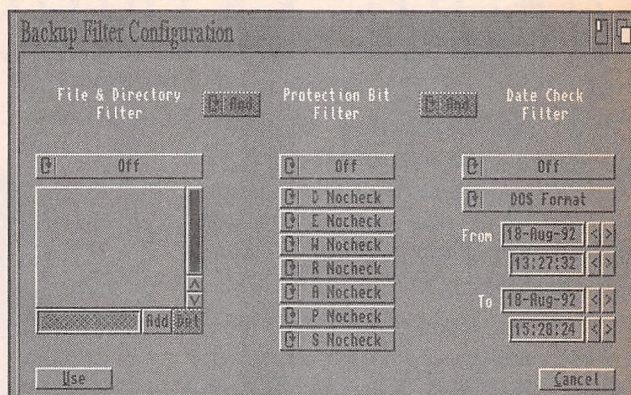 Backup Filter Configuration
File & Directory
Filter
And
Protection Bit
Filter
And
Date Check
Filter
Off
Off
Off
D Nocheck
E Nocheck
W Nocheck
R Nocheck
A Nocheck
P Nocheck
S Nocheck
DOS Format
From 18-Aug-92 < >
13:27:32 < >
To 18-Aug-92 < >
15:28:24 < >
Add Del
Use
Cancel